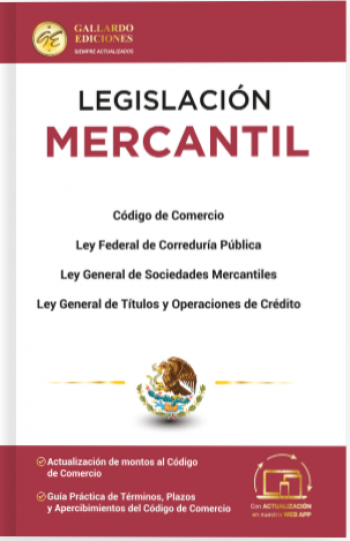 GALLARDO
EDICIONES
SIEMPRE ACTUALIZADOS
LEGISLACIÓN
MERCANTIL
Código de Comercio
Ley Federal de Correduría Pública
Ley General de Sociedades Mercantiles
Ley General de Títulos y Operaciones de Crédito
Actualización de montos al Código
de Comercio
Guía Práctica de Términos, Plazos
y Apercibimientos del Código de Comercio
Con ACTUALIZACIÓN
en nuestra WEB APP